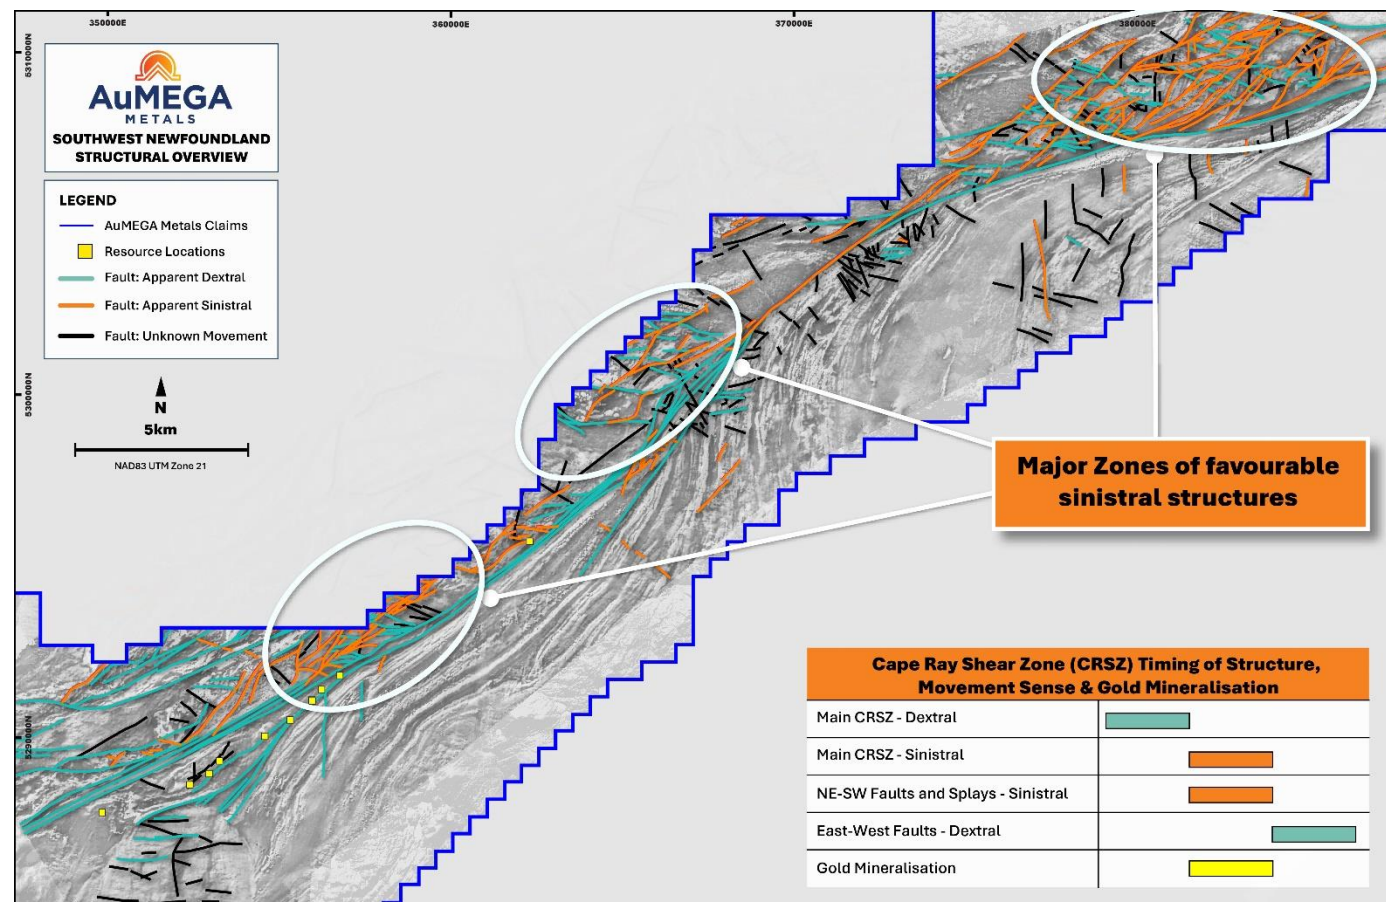 350000E
360000E
370000E
380000E
5310000N
5300000N
5290000N
AuMEGA
METALS
SOUTHWEST NEWFOUNDLAND
STRUCTURAL OVERVIEW
LEGEND
AuMEGA Metals Claims
Resource Locations
Fault: Apparent Dextral
Fault: Apparent Sinistral
Fault: Unknown Movement
N
5km
NAD83 UTM Zone 21
Major Zones of favourable
sinistral structures
Cape Ray Shear Zone (CRSZ) Timing of Structure,
Movement Sense & Gold Mineralisation
Main CRSZ - Dextral
Main CRSZ - Sinistral
NE-SW Faults and Splays - Sinistral
East-West Faults - Dextral
Gold Mineralisation